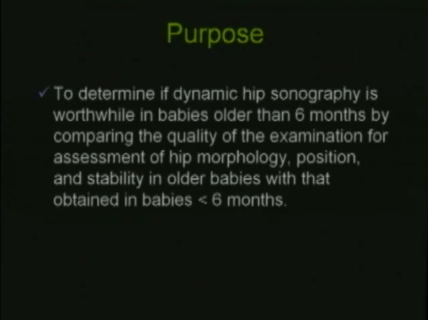 Purpose
✓ To determine if dynamic hip sonography is
worthwhile in babies older than 6 months by
comparing the quality of the examination for
assessment of hip morphology, position,
and stability in older babies with that
obtained in babies < 6 months.